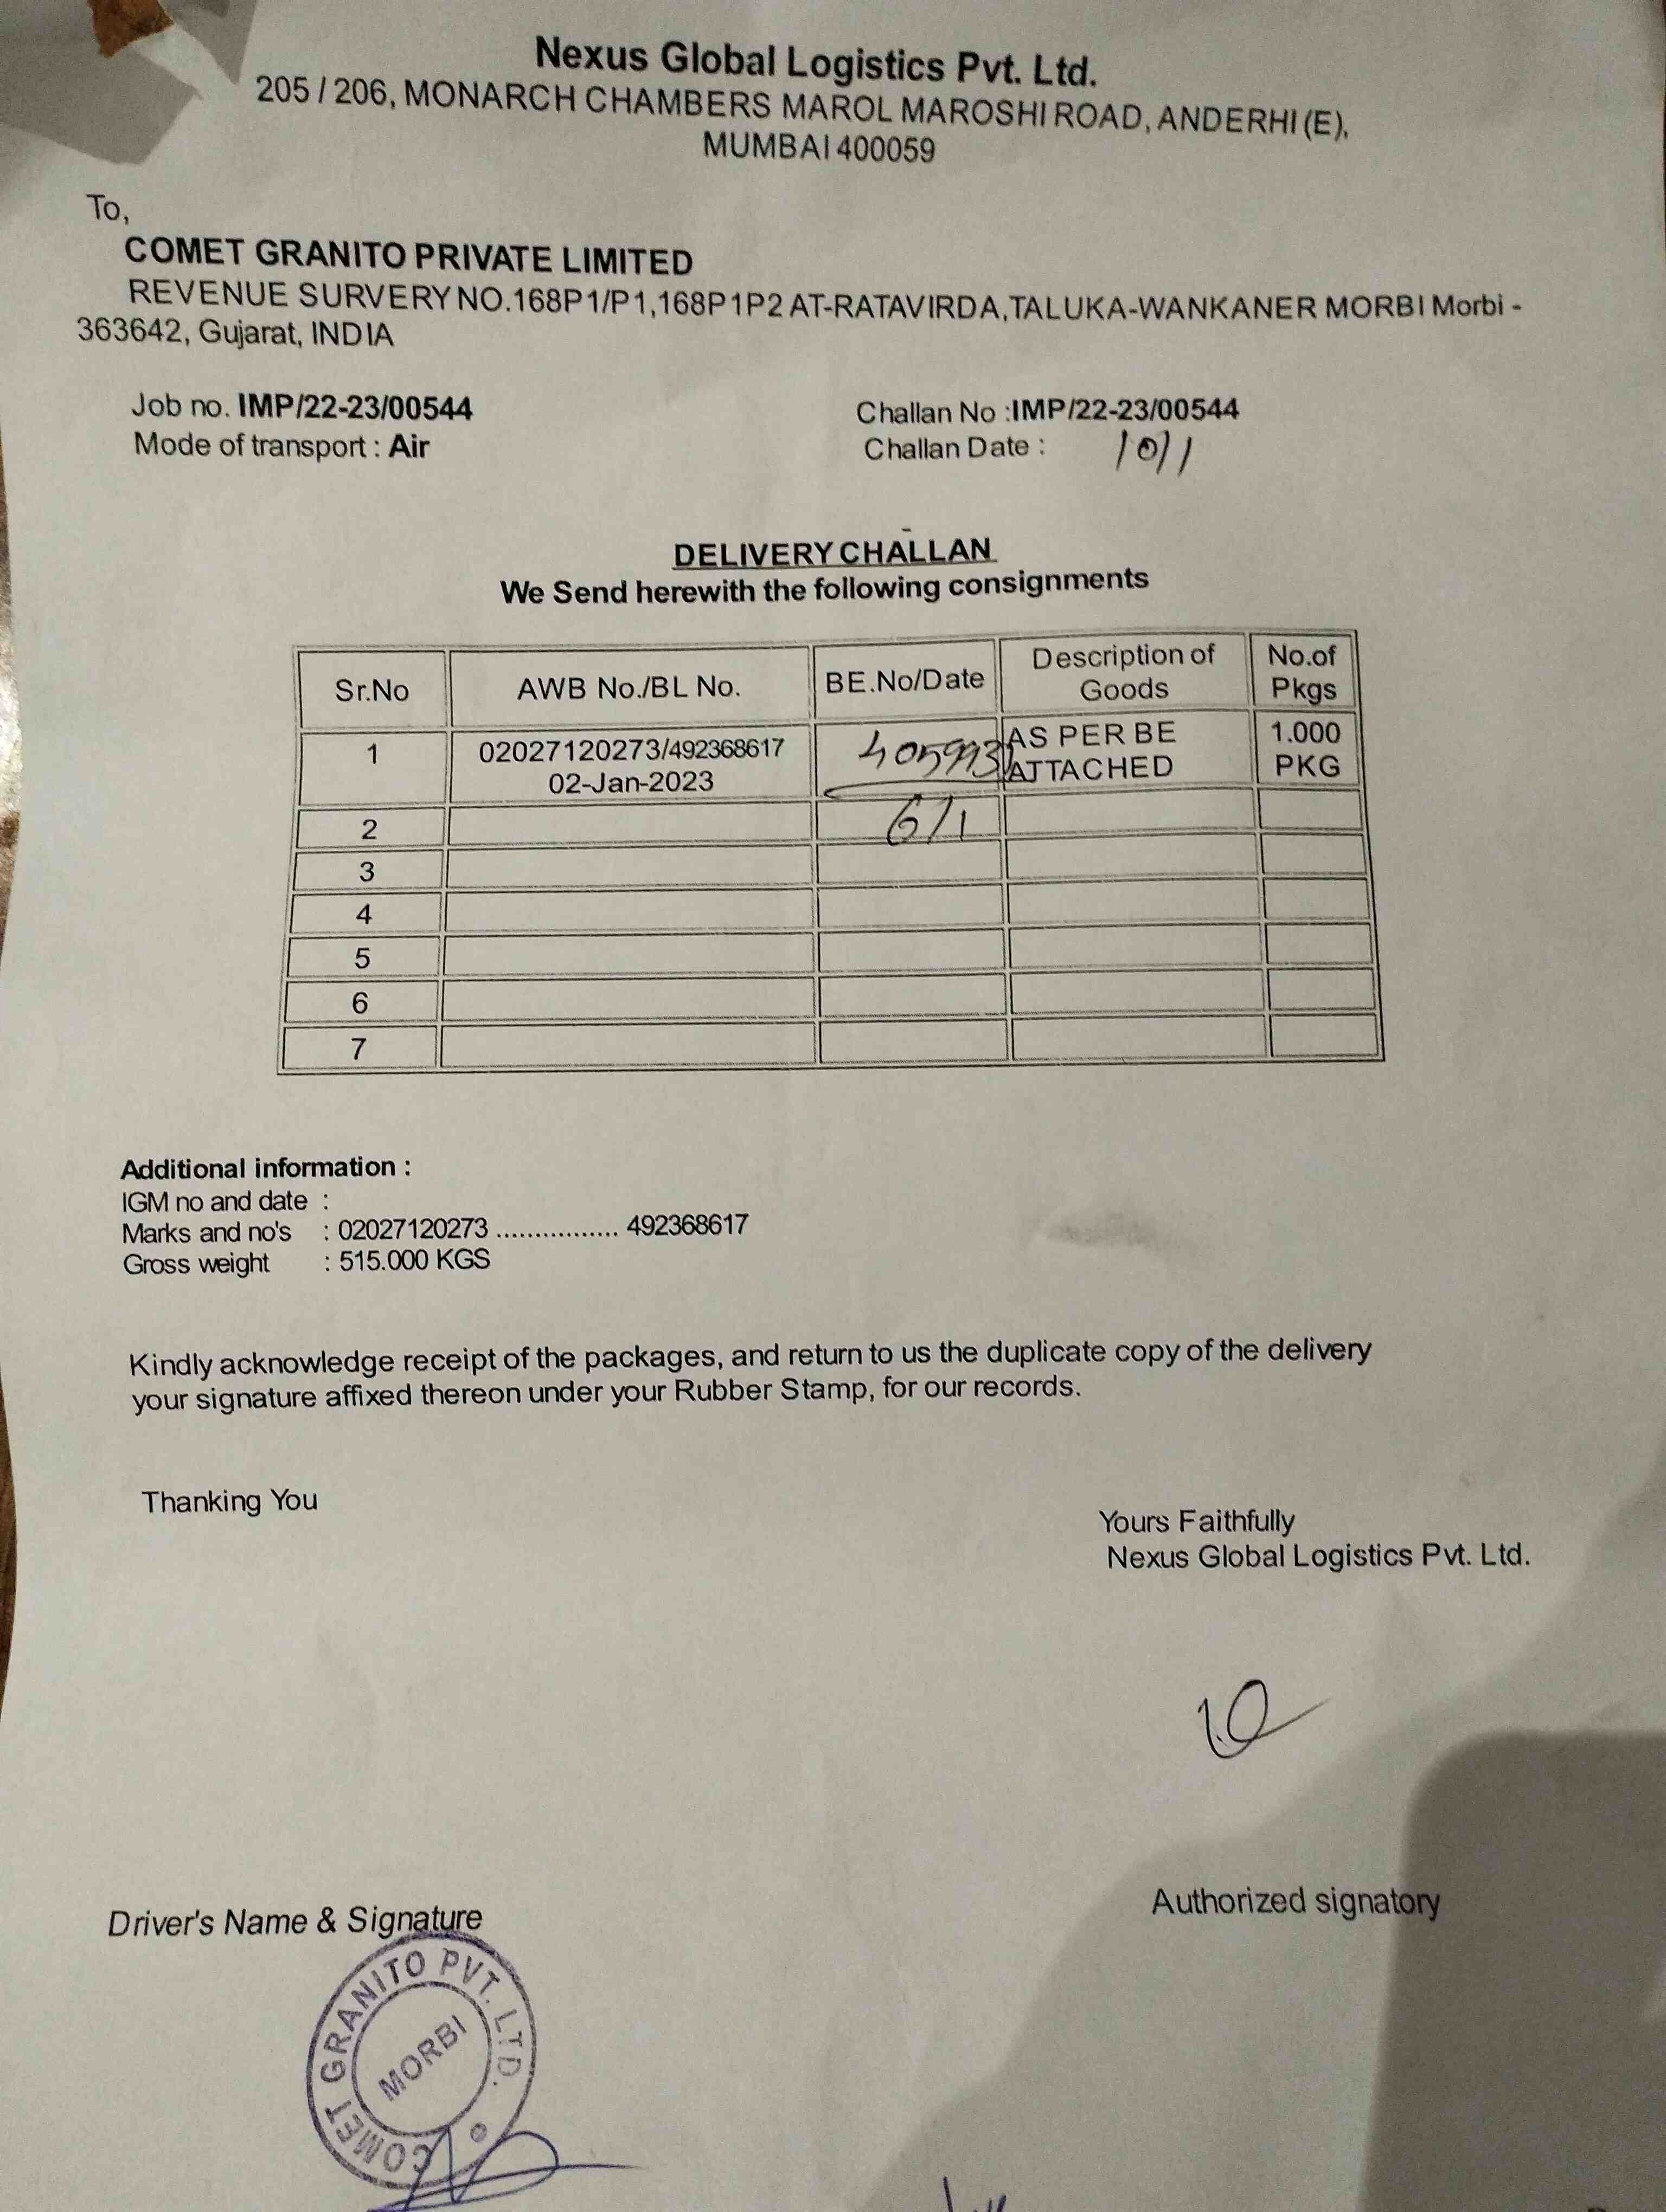 Nexus Global Logistics Pvt. Ltd.
205 / 206, MONARCH CHAMBERS MAROL MAROSHI ROAD, ANDERHI (E),
MUMBAI 400059
To,
COMET GRANITO PRIVATE LIMITED
REVENUE SURVERY NO.168P1/P1,168P1P2 AT-RATAVIRDA,TALUKA-WANKANER MORBI Morbi -
363642, Gujarat, INDIA
Job no. IMP/22-23/00544
Challan No :IMP/22-23/00544
Mode of transport : Air
Challan Date : 10/1
DELIVERY CHALLAN
We Send herewith the following consignments
Sr.No AWB No./BL No. BE.No/Date Description of Goods No.of Pkgs
1 02027120273/492368617 AS PER BE 1.000
02-Jan-2023 ATTACHED PKG
2 6/1
3
4
5
6
7
Additional information :
IGM no and date :
Marks and no's : 02027120273 ................ 492368617
Gross weight : 515.000 KGS
Kindly acknowledge receipt of the packages, and return to us the duplicate copy of the delivery
your signature affixed thereon under your Rubber Stamp, for our records.
Thanking You
Yours Faithfully
Nexus Global Logistics Pvt. Ltd.
Authorized signatory
Driver's Name & Signature
COMET GRANITO PVT. LTD.
MORBI